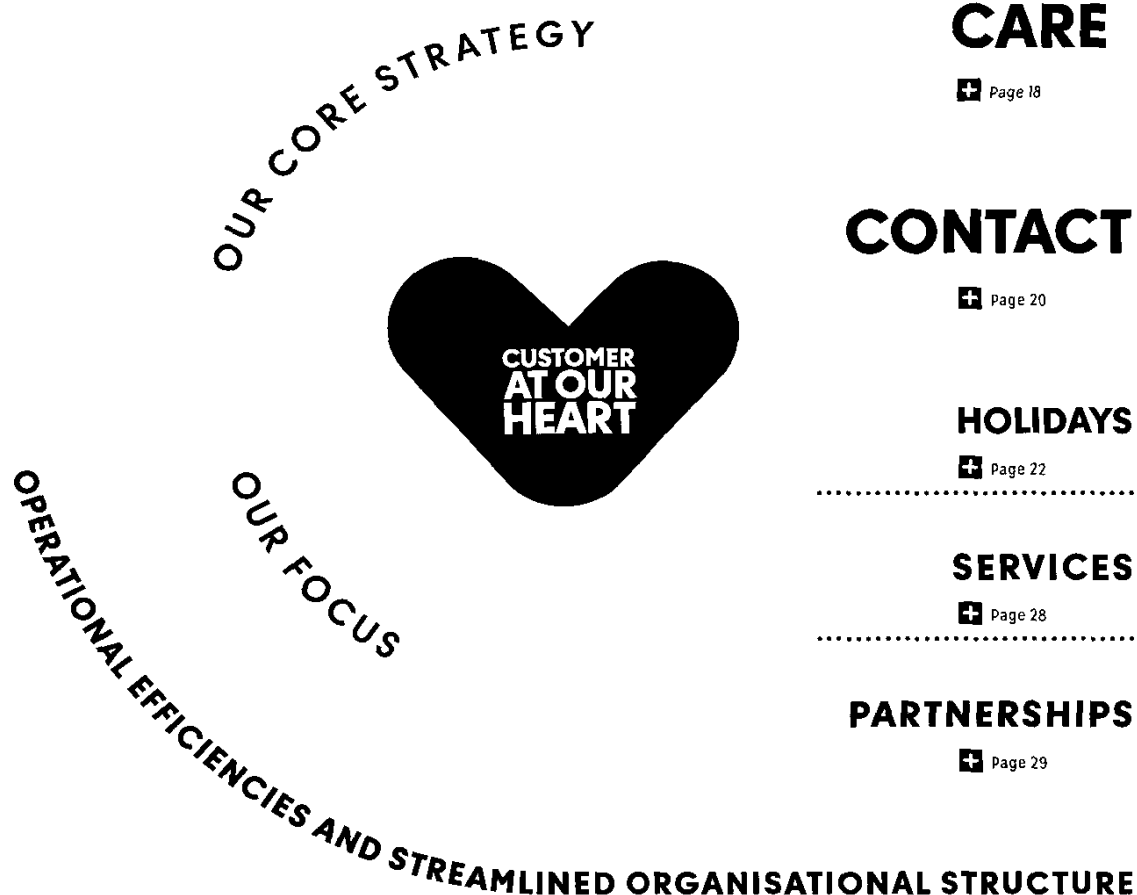 OUR CORE STRATEGY
CARE
Page 18
CONTACT
Page 20
CUSTOMER
AT OUR
HEART
HOLIDAYS
Page 22
OUR FOCUS
SERVICES
Page 28
PARTNERSHIPS
Page 29
OPERATIONAL EFFICIENCIES AND STREAMLINED ORGANISATIONAL STRUCTURE